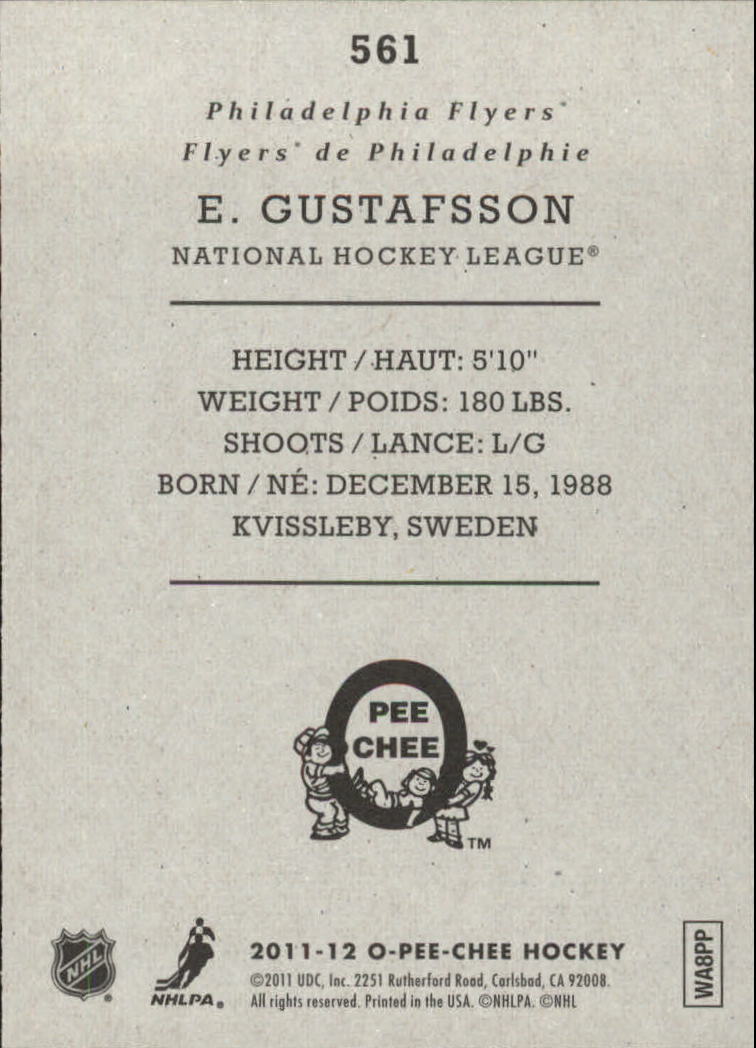 561
Philadelphia Flyers®
Flyers® de Philadelphie
E. GUSTAFSSON
NATIONAL HOCKEY LEAGUE®
HEIGHT / HAUT: 5'10"
WEIGHT / POIDS: 180 LBS.
SHOOTS / LANCE: L/G
BORN / NÉ: DECEMBER 15, 1988
KVISSLEBY, SWEDEN
O
PEE
CHEE
TM
NHL ®
NHLPA®
2011-12 O-PEE-CHEE HOCKEY
©2011 UDC, Inc. 2251 Rutherford Road, Carlsbad, CA 92008.
All rights reserved. Printed in the USA. ©NHLPA. ©NHL
WA8PP